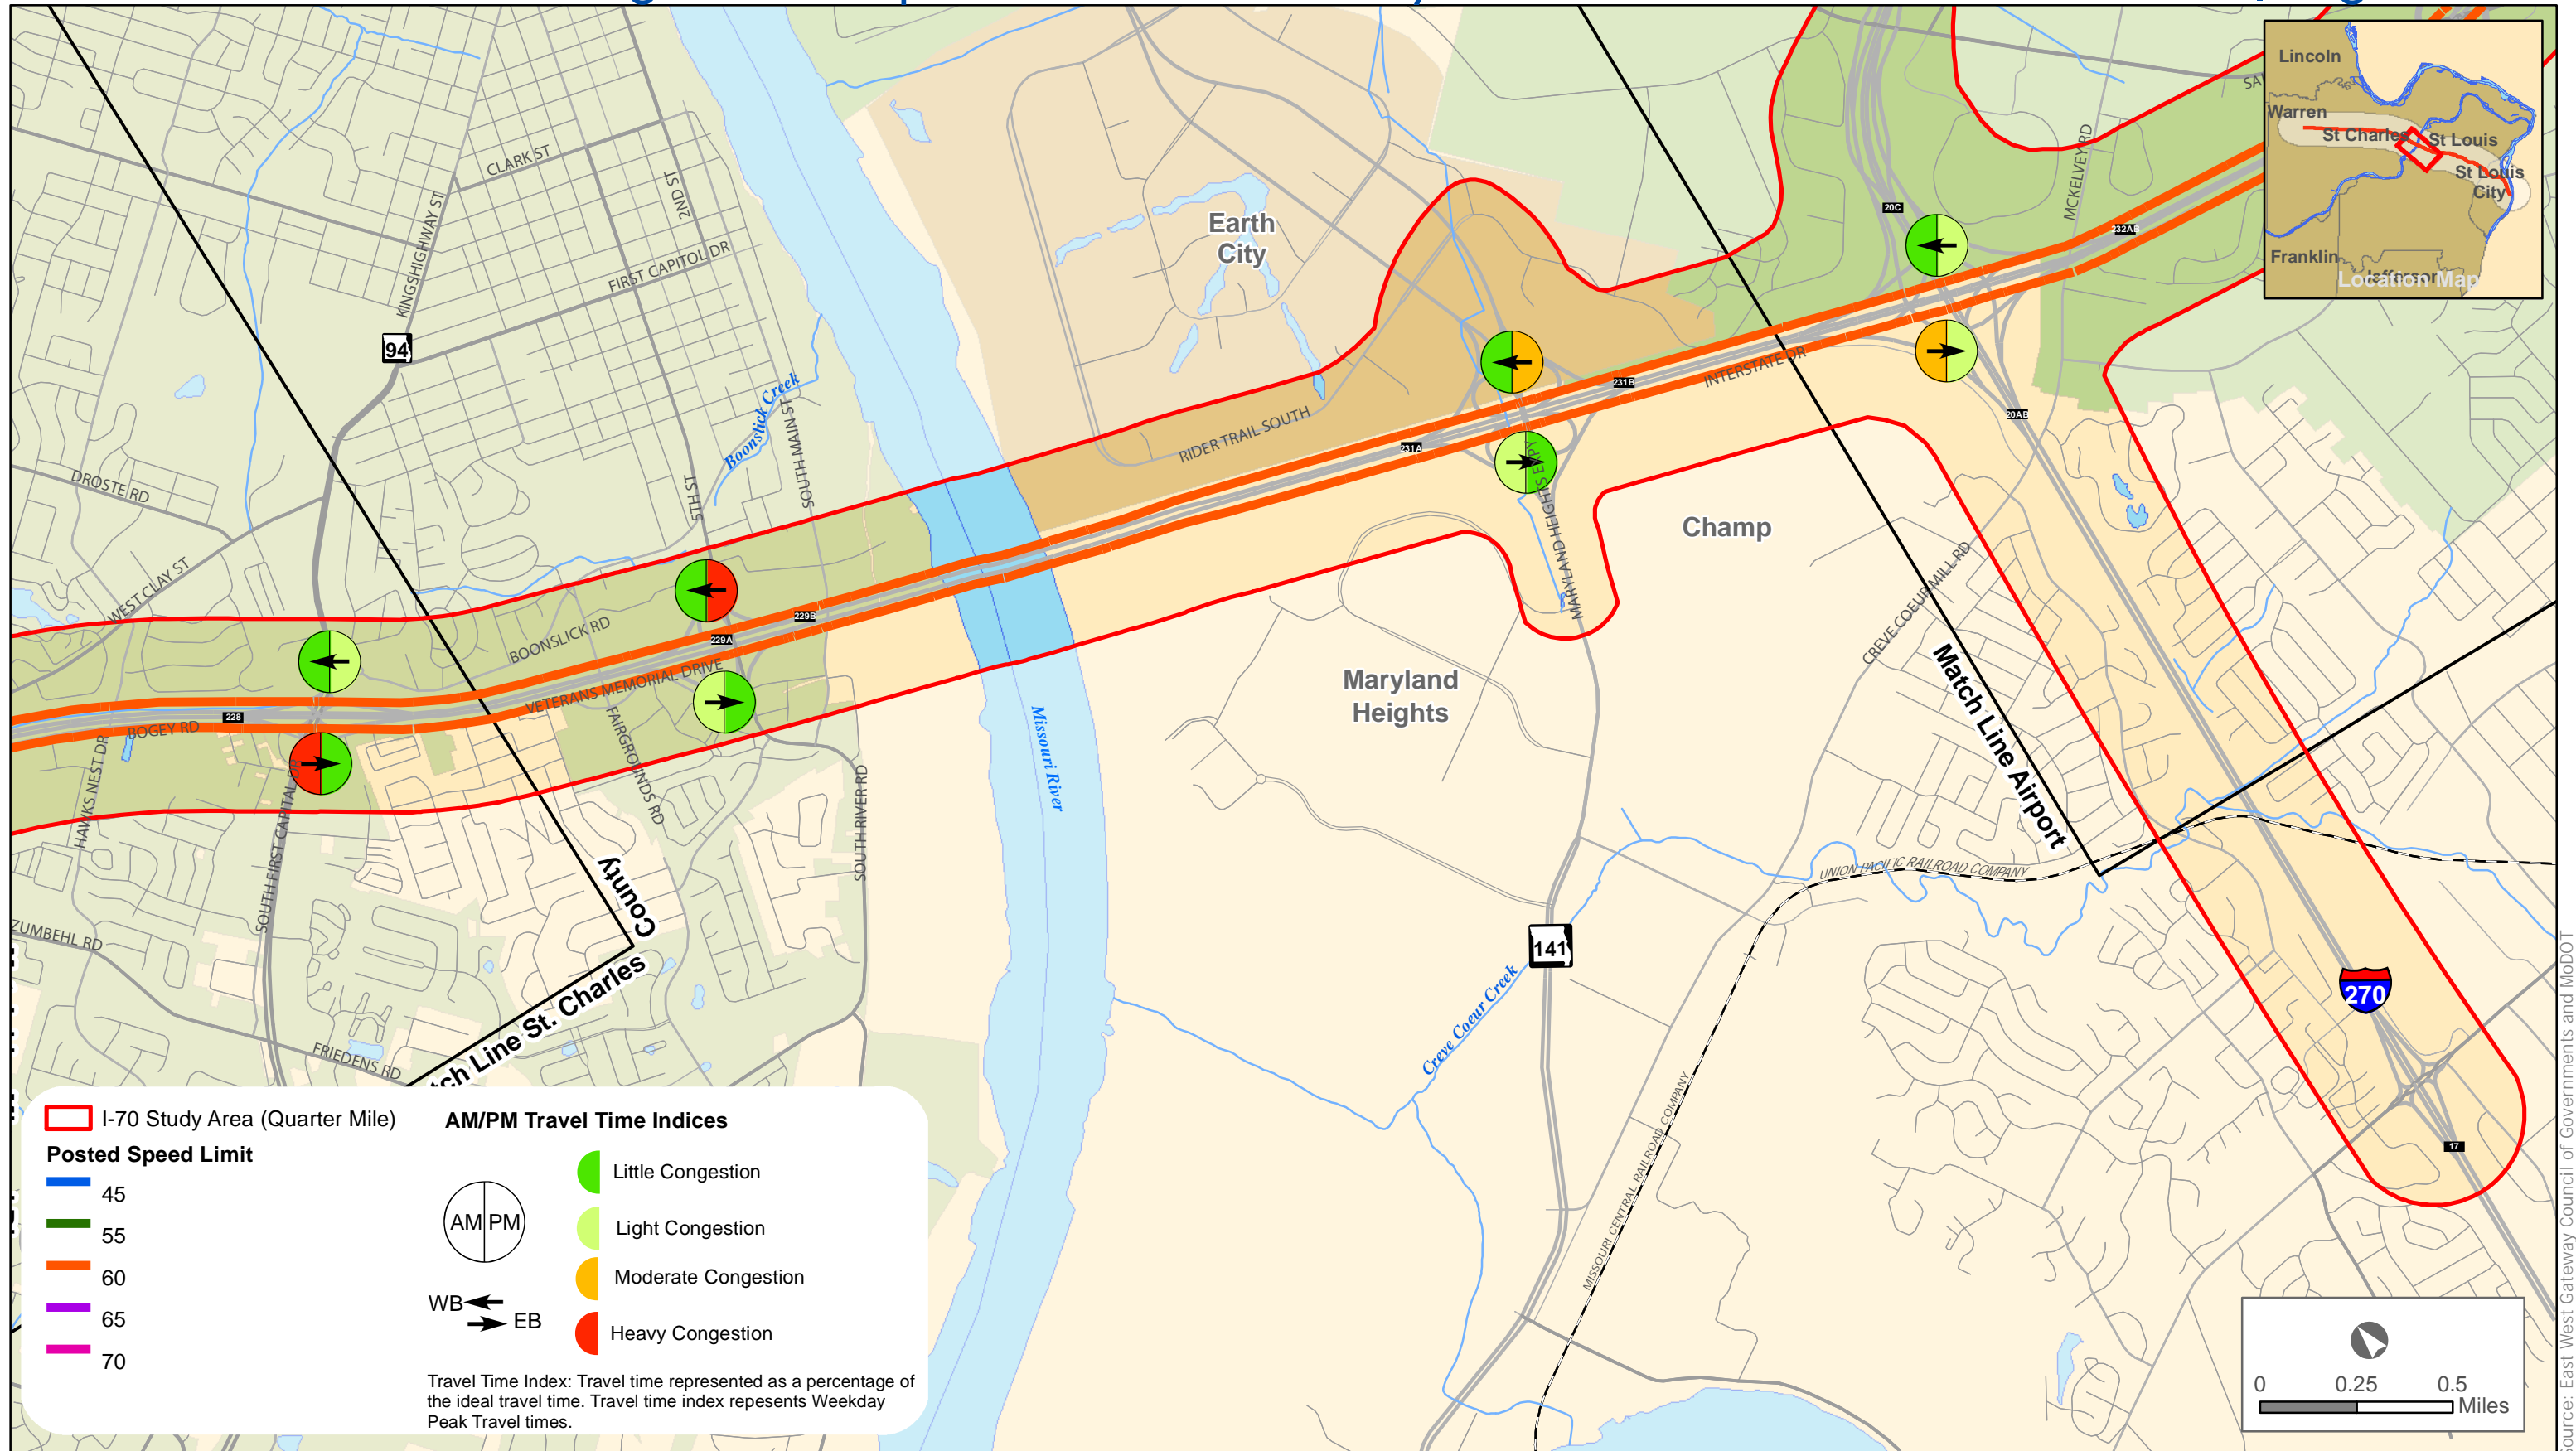 Lincoln
Warren
St Charles
St Louis
St Louis
City
Franklin
Jefferson
Location Map
CLARK ST
2ND ST
KINGSHIGHWAY ST
FIRST CAPITOL DR
94
Earth
City
20C
MCKELVEY RD
232AB
SA
Boonslick Creek
SOUTH MAIN ST
5TH ST
DROSTE RD
RIDER TRAIL SOUTH
231A
231B
INTERSTATE DR
20AB
MARYLAND HEIGHTS EXPY
Champ
WEST CLAY ST
BOONSLICK RD
229A
229B
VETERANS MEMORIAL DRIVE
228
BOGEY RD
HAWKS NEST DR
SOUTH FIRST CAPITAL DR
FAIRGROUNDS RD
SOUTH RIVER RD
Missouri River
Maryland
Heights
CREVE COEUR MILL RD
Match Line Airport
UNION PACIFIC RAILROAD COMPANY
County
tch Line St. Charles
ZUMBEHL RD
FRIEDENS RD
141
Creve Coeur Creek
MISSOURI CENTRAL RAILROAD COMPANY
270
17
I-70 Study Area (Quarter Mile)
Posted Speed Limit
45
55
60
65
70
AM/PM Travel Time Indices
AM PM
WB
EB
Little Congestion
Light Congestion
Moderate Congestion
Heavy Congestion
Travel Time Index: Travel time represented as a percentage of
the ideal travel time. Travel time index repesents Weekday
Peak Travel times.
0 0.25 0.5
Miles
ource: East West Gateway Council of Governments and MoDOT